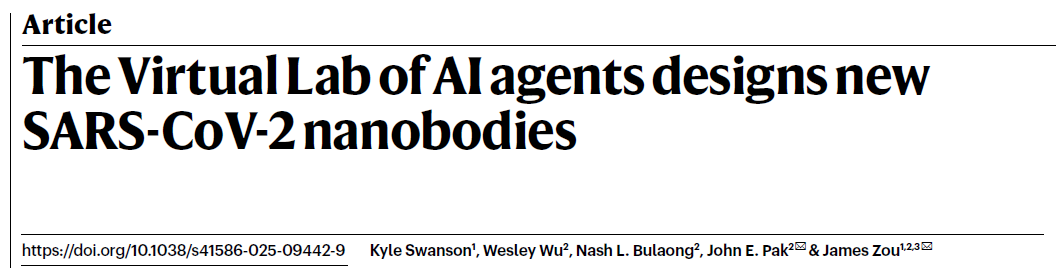 Article
The Virtual Lab of AI agents designs new
SARS-CoV-2 nanobodies
https://doi.org/10.1038/s41586-025-09442-9 Kyle Swanson1, Wesley Wu2, Nash L. Bulaong2, John E. Pak2✉ & James Zou1,2,3✉